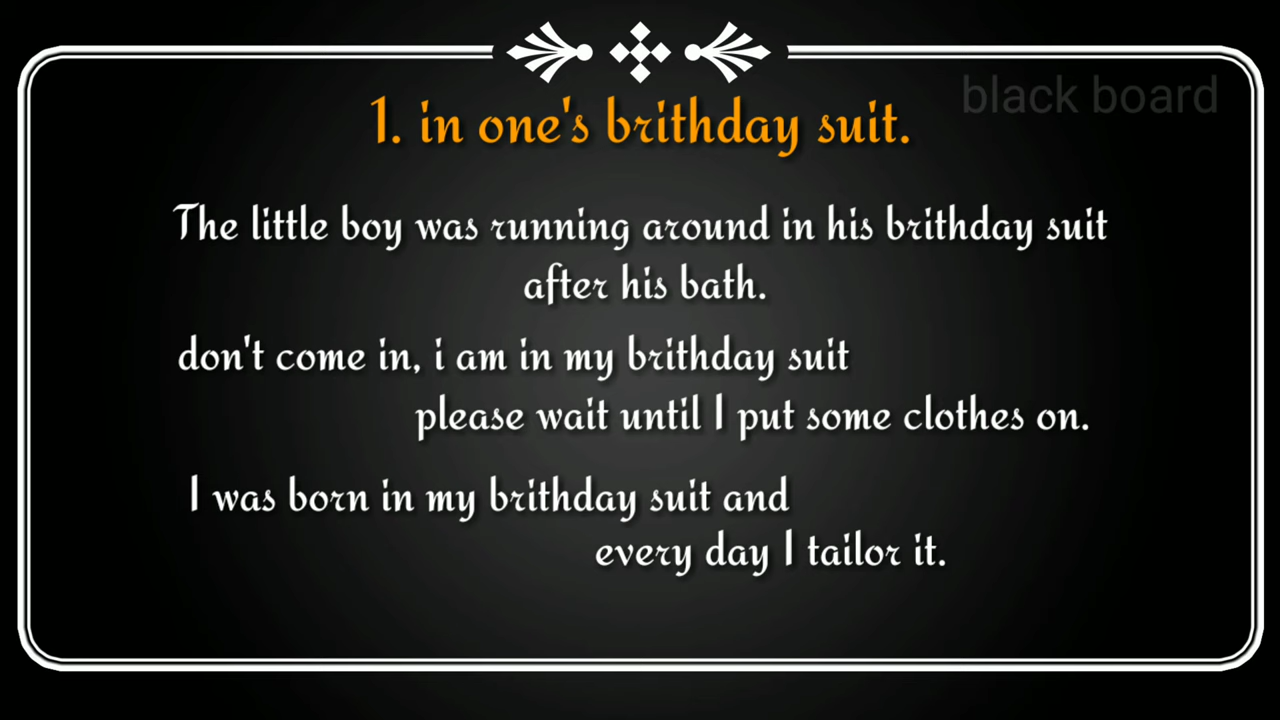 black board
1. in one's brithday suit.
The little boy was running around in his brithday suit
after his bath.
don't come in, i am in my brithday suit
please wait until I put some clothes on.
I was born in my brithday suit and
every day I tailor it.